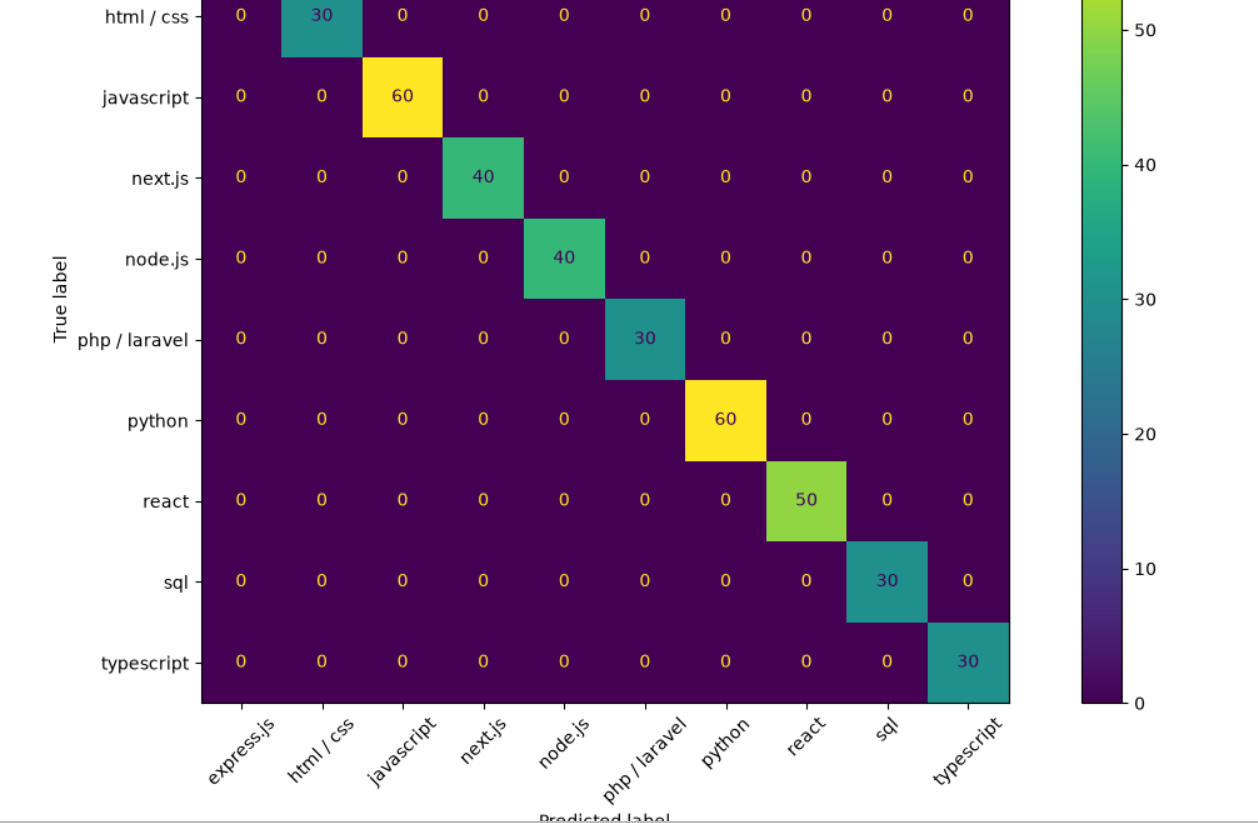 html / css 0 30 0 0 0 0 0 0 0 0
javascript 0 0 60 0 0 0 0 0 0 0
next.js 0 0 0 40 0 0 0 0 0 0
node.js 0 0 0 0 40 0 0 0 0 0
php / laravel 0 0 0 0 0 30 0 0 0 0
python 0 0 0 0 0 0 60 0 0 0
react 0 0 0 0 0 0 0 50 0 0
sql 0 0 0 0 0 0 0 0 30 0
typescript 0 0 0 0 0 0 0 0 0 30
True label
express.js html / css javascript next.js node.js php / laravel python react sql typescript
Predicted label
50
40
30
20
10
0